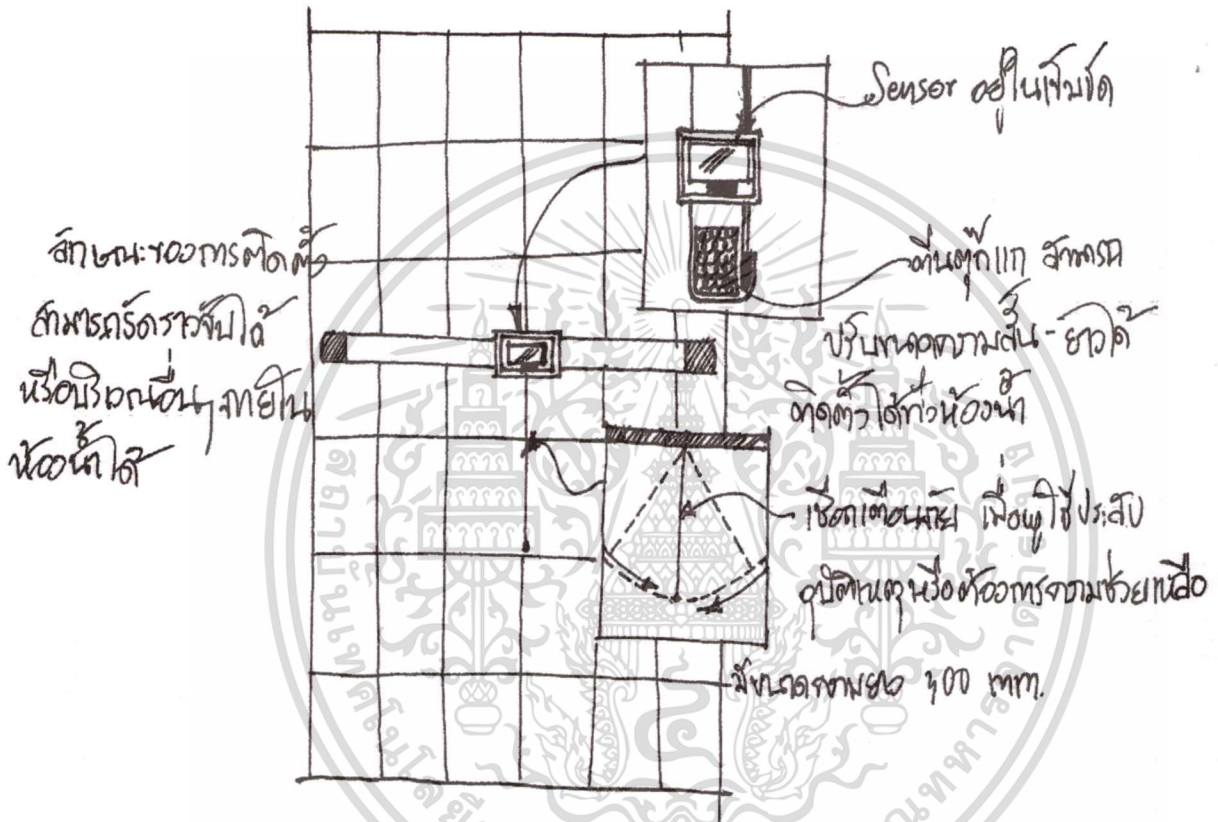 Sensor อยู่ในเข็มขัด
ลักษณะของการติดตั้ง
สามารถรัดราวจับได้
หรือบริเวณอื่นๆ ภายใน
ห้องน้ำได้
ตีนตุ๊กแก สามารถ
ปรับขนาดความสั้น - ยาวได้
ติดตั้งได้ทั่วห้องน้ำ
เชือกเตือนภัย เมื่อผู้ใช้ประสบ
อุบัติเหตุหรือต้องการความช่วยเหลือ
มีขนาดความยาว 400 mm.